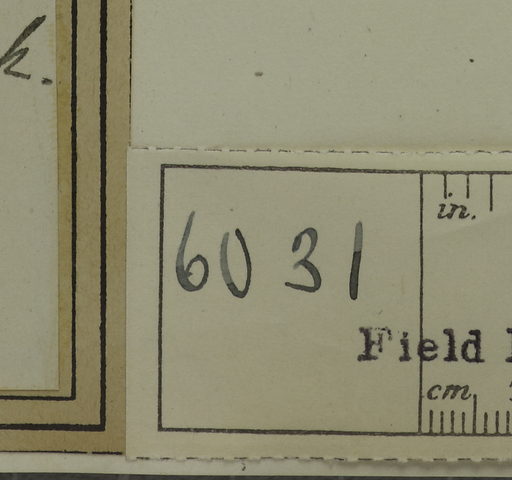 k.
in.
6031
Field
cm.